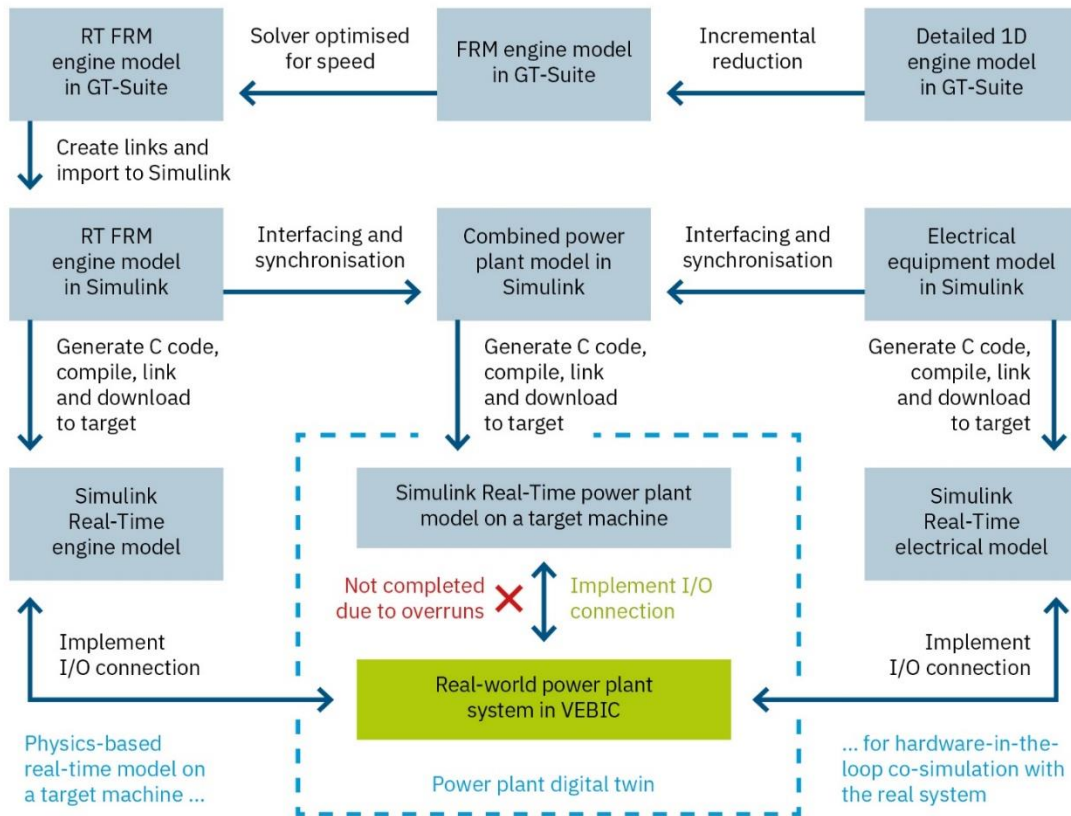 RT FRM
engine model
in GT-Suite
Solver optimised
for speed
FRM engine model
in GT-Suite
Incremental
reduction
Detailed 1D
engine model
in GT-Suite
Create links and
import to Simulink
RT FRM
engine model
in Simulink
Interfacing and
synchronisation
Combined power
plant model in
Simulink
Interfacing and
synchronisation
Electrical
equipment model
in Simulink
Generate C code,
compile, link
and download
to target
Generate C code,
compile, link
and download
to target
Generate C code,
compile, link
and download
to target
Simulink
Real-Time
engine model
Simulink Real-Time power plant
model on a target machine
Simulink
Real-Time
electrical model
Not completed
due to overruns
Implement I/O
connection
Implement
I/O connection
Real-world power plant
system in VEBIC
Implement
I/O connection
Physics-based
real-time model on
a target machine ...
Power plant digital twin
... for hardware-in-the-
loop co-simulation with
the real system